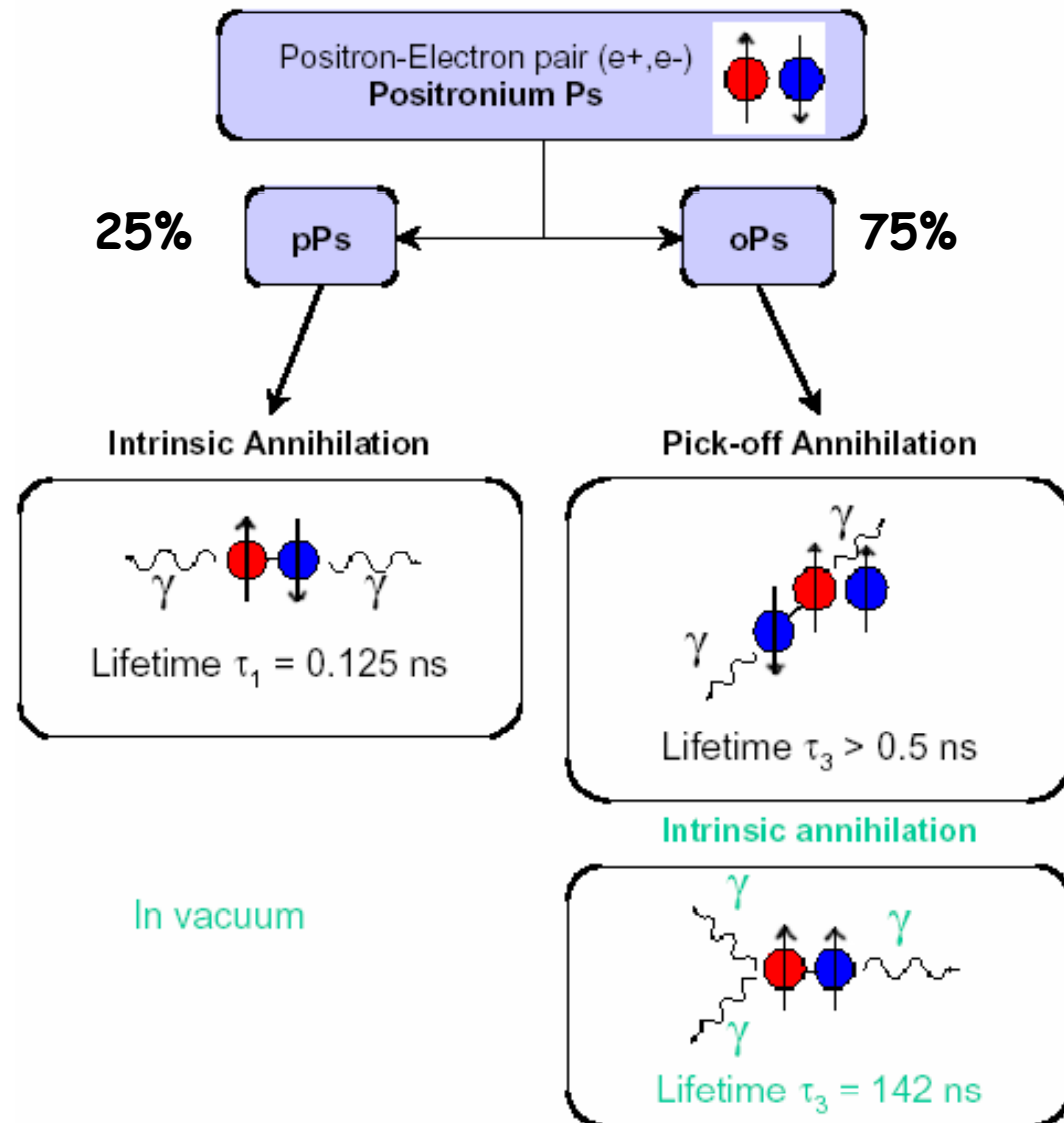 Positron-Electron pair (e+,e-)
Positronium Ps
25%
pPs
oPs
75%
Intrinsic Annihilation
γ
γ
Lifetime τ₁ = 0.125 ns
Pick-off Annihilation
γ
γ
Lifetime τ₃ > 0.5 ns
Intrinsic annihilation
In vacuum
γ
γ
γ
Lifetime τ₃ = 142 ns